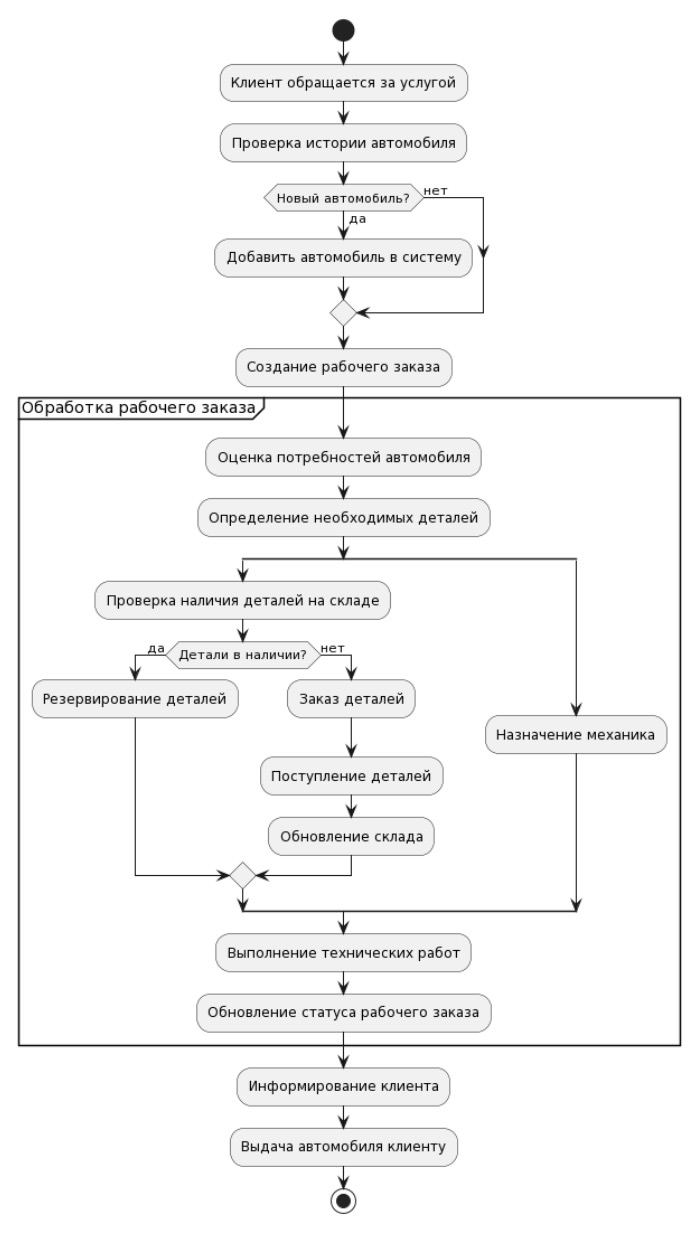 Клиент обращается за услугой
Проверка истории автомобиля
Новый автомобиль?
нет
да
Добавить автомобиль в систему
Создание рабочего заказа
Обработка рабочего заказа
Оценка потребностей автомобиля
Определение необходимых деталей
Проверка наличия деталей на складе
да
Детали в наличии?
нет
Резервирование деталей
Заказ деталей
Назначение механика
Поступление деталей
Обновление склада
Выполнение технических работ
Обновление статуса рабочего заказа
Информирование клиента
Выдача автомобиля клиенту